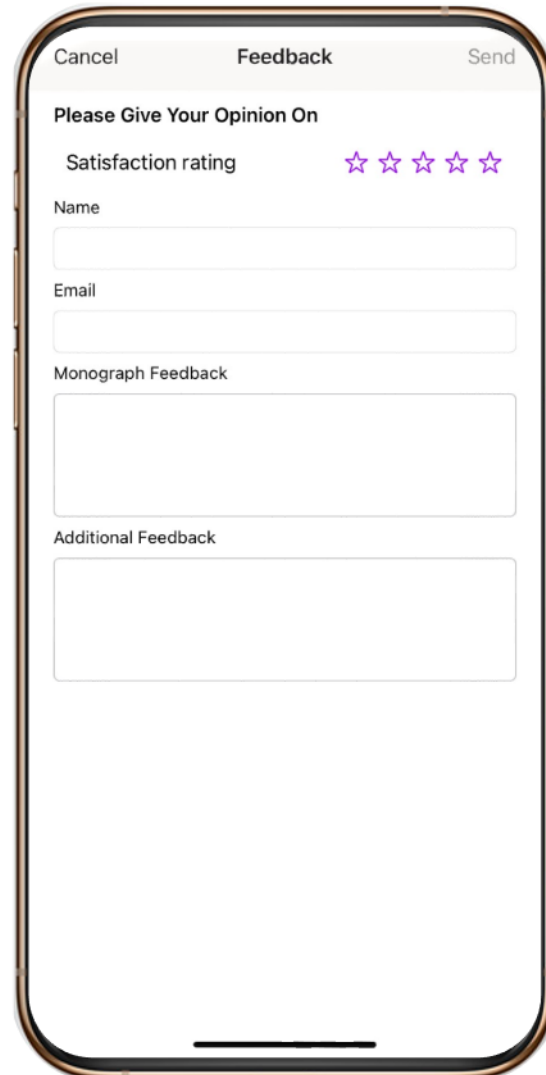 Cancel Feedback Send
Please Give Your Opinion On
Satisfaction rating
Name
Email
Monograph Feedback
Additional Feedback